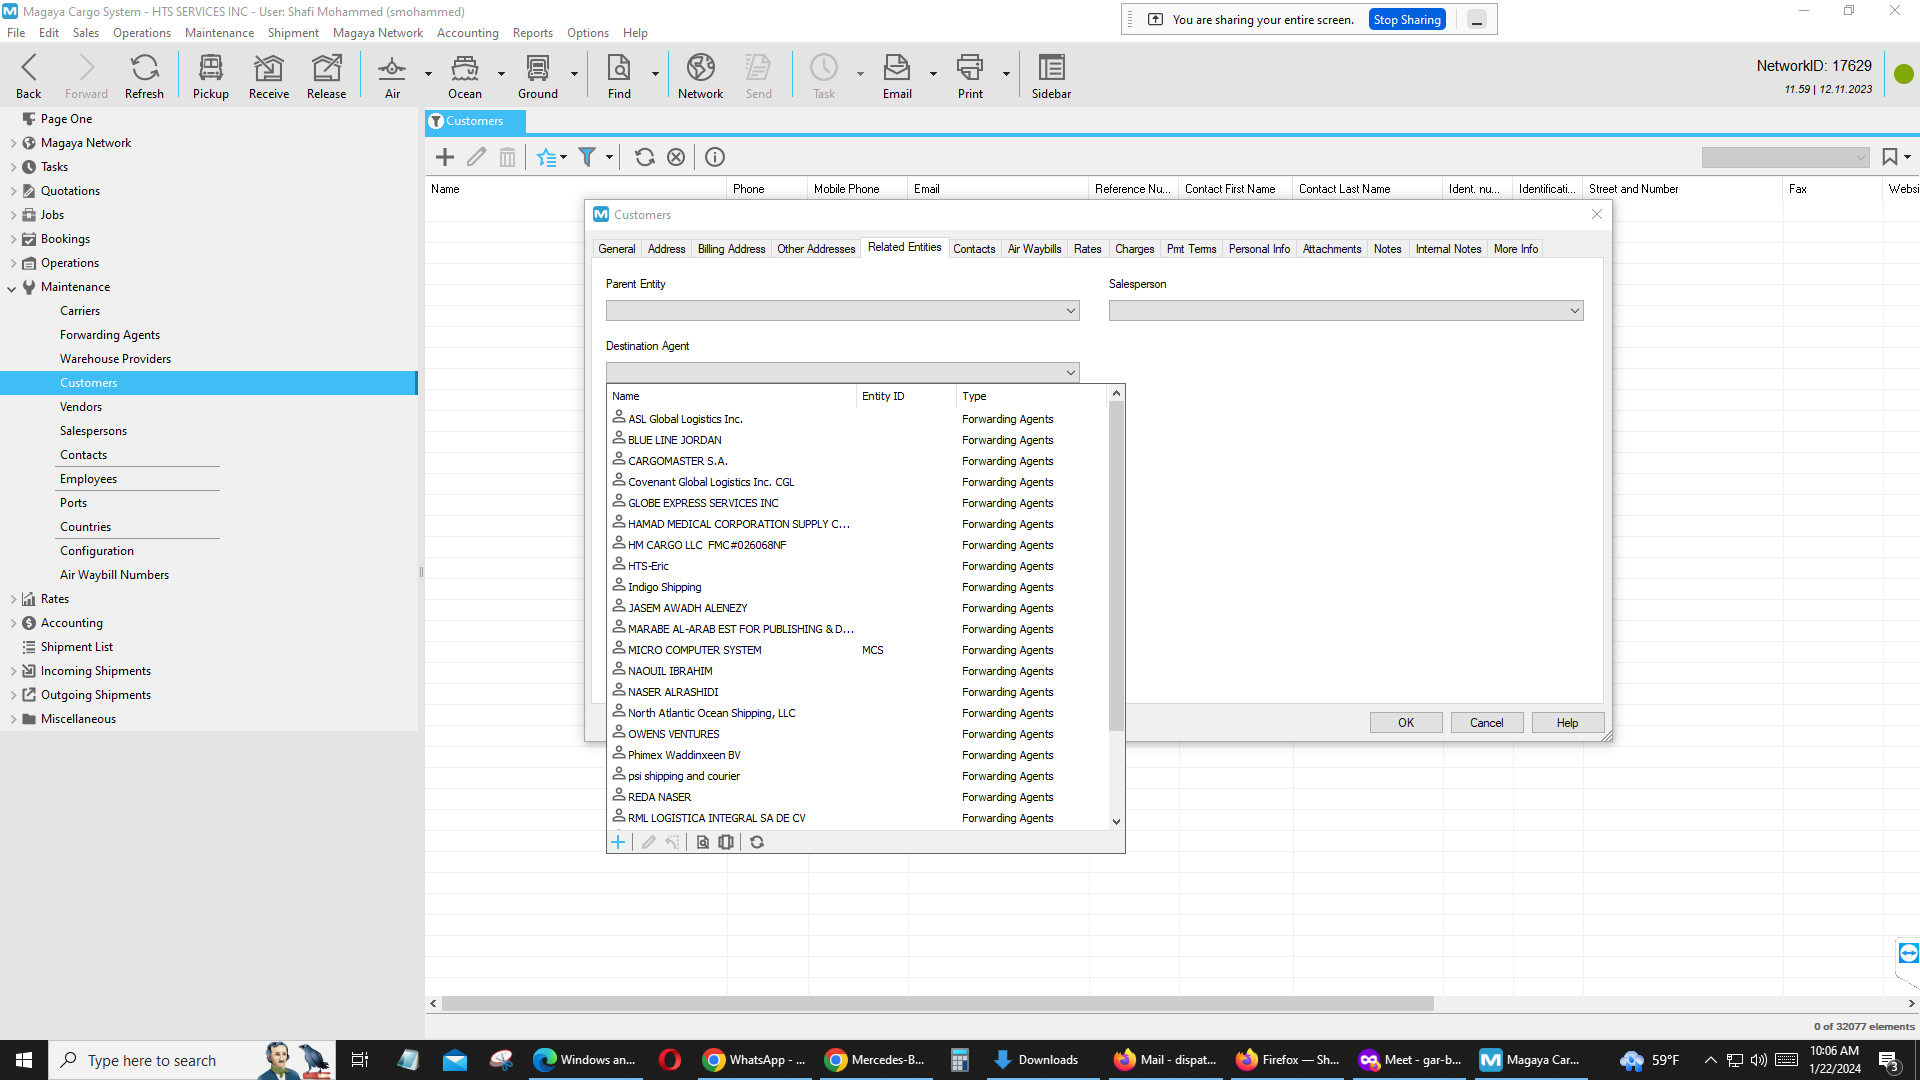 Magaya Cargo System - HTS SERVICES INC - User: Shafi Mohammed (smohammed)
You are sharing your entire screen. Stop Sharing
File Edit Sales Operations Maintenance Shipment Magaya Network Accounting Reports Options Help
Back Forward Refresh Pickup Receive Release Air Ocean Ground Find Network Send Task Email Print Sidebar
NetworkID: 17629
11.59 | 12.11.2023
Page One
Magaya Network
Tasks
Quotations
Jobs
Bookings
Operations
Maintenance
Carriers
Forwarding Agents
Warehouse Providers
Customers
Vendors
Salespersons
Contacts
Employees
Ports
Countries
Configuration
Air Waybill Numbers
Rates
Accounting
Shipment List
Incoming Shipments
Outgoing Shipments
Miscellaneous
Customers
Name Phone Mobile Phone Email Reference Nu... Contact First Name Contact Last Name Ident. nu... Identificati... Street and Number Fax Websi
Customers
General Address Billing Address Other Addresses Related Entities Contacts Air Waybills Rates Charges Pmt Terms Personal Info Attachments Notes Internal Notes More Info
Parent Entity Salesperson
Destination Agent
Name Entity ID Type
ASL Global Logistics Inc. Forwarding Agents
BLUE LINE JORDAN Forwarding Agents
CARGOMASTER S.A. Forwarding Agents
Covenant Global Logistics Inc. CGL Forwarding Agents
GLOBE EXPRESS SERVICES INC Forwarding Agents
HAMAD MEDICAL CORPORATION SUPPLY C... Forwarding Agents
HM CARGO LLC FMC#026068NF Forwarding Agents
HTS-Eric Forwarding Agents
Indigo Shipping Forwarding Agents
JASEM AWADH ALENEZY Forwarding Agents
MARABE AL-ARAB EST FOR PUBLISHING & D... Forwarding Agents
MICRO COMPUTER SYSTEM MCS Forwarding Agents
NAOUIL IBRAHIM Forwarding Agents
NASER ALRASHIDI Forwarding Agents
North Atlantic Ocean Shipping, LLC Forwarding Agents
OWENS VENTURES Forwarding Agents
Phimex Waddinxeen BV Forwarding Agents
psi shipping and courier Forwarding Agents
REDA NASER Forwarding Agents
RML LOGISTICA INTEGRAL SA DE CV Forwarding Agents
OK Cancel Help
0 of 32077 elements
Type here to search
Windows an... WhatsApp - ... Mercedes-B... Downloads Mail - dispat... Firefox — Sh... Meet - gar-b... Magaya Car... 59°F
10:06 AM
1/22/2024
3